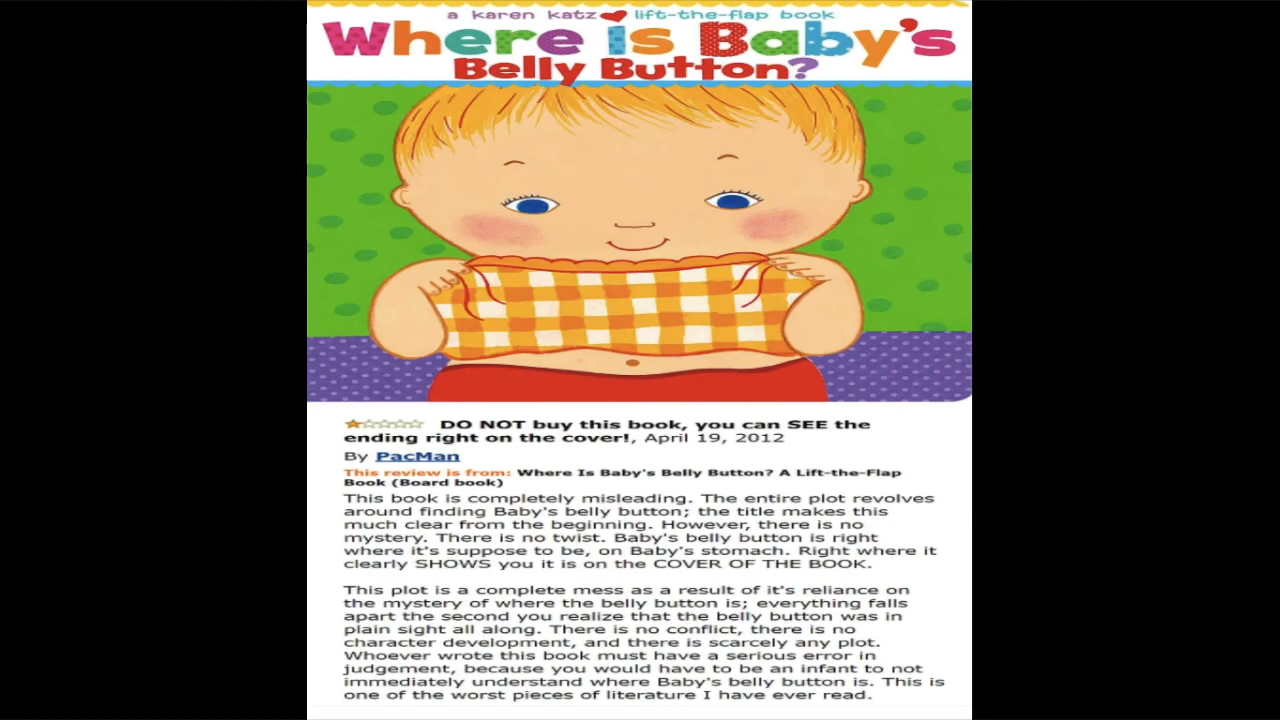 a karen katz lift-the-flap book
Where is Baby's
Belly Button?
DO NOT buy this book, you can SEE the
ending right on the cover!, April 19, 2012
By PacMan
This review is from: Where Is Baby's Belly Button? A Lift-the-Flap
Book (Board book)
This book is completely misleading. The entire plot revolves
around finding Baby's belly button; the title makes this
much clear from the beginning. However, there is no
mystery. There is no twist. Baby's belly button is right
where it's suppose to be, on Baby's stomach. Right where it
clearly SHOWS you it is on the COVER OF THE BOOK.
This plot is a complete mess as a result of it's reliance on
the mystery of where the belly button is; everything falls
apart the second you realize that the belly button was in
plain sight all along. There is no conflict, there is no
character development, and there is scarcely any plot.
Whoever wrote this book must have a serious error in
judgement, because you would have to be an infant to not
immediately understand where Baby's belly button is. This is
one of the worst pieces of literature I have ever read.